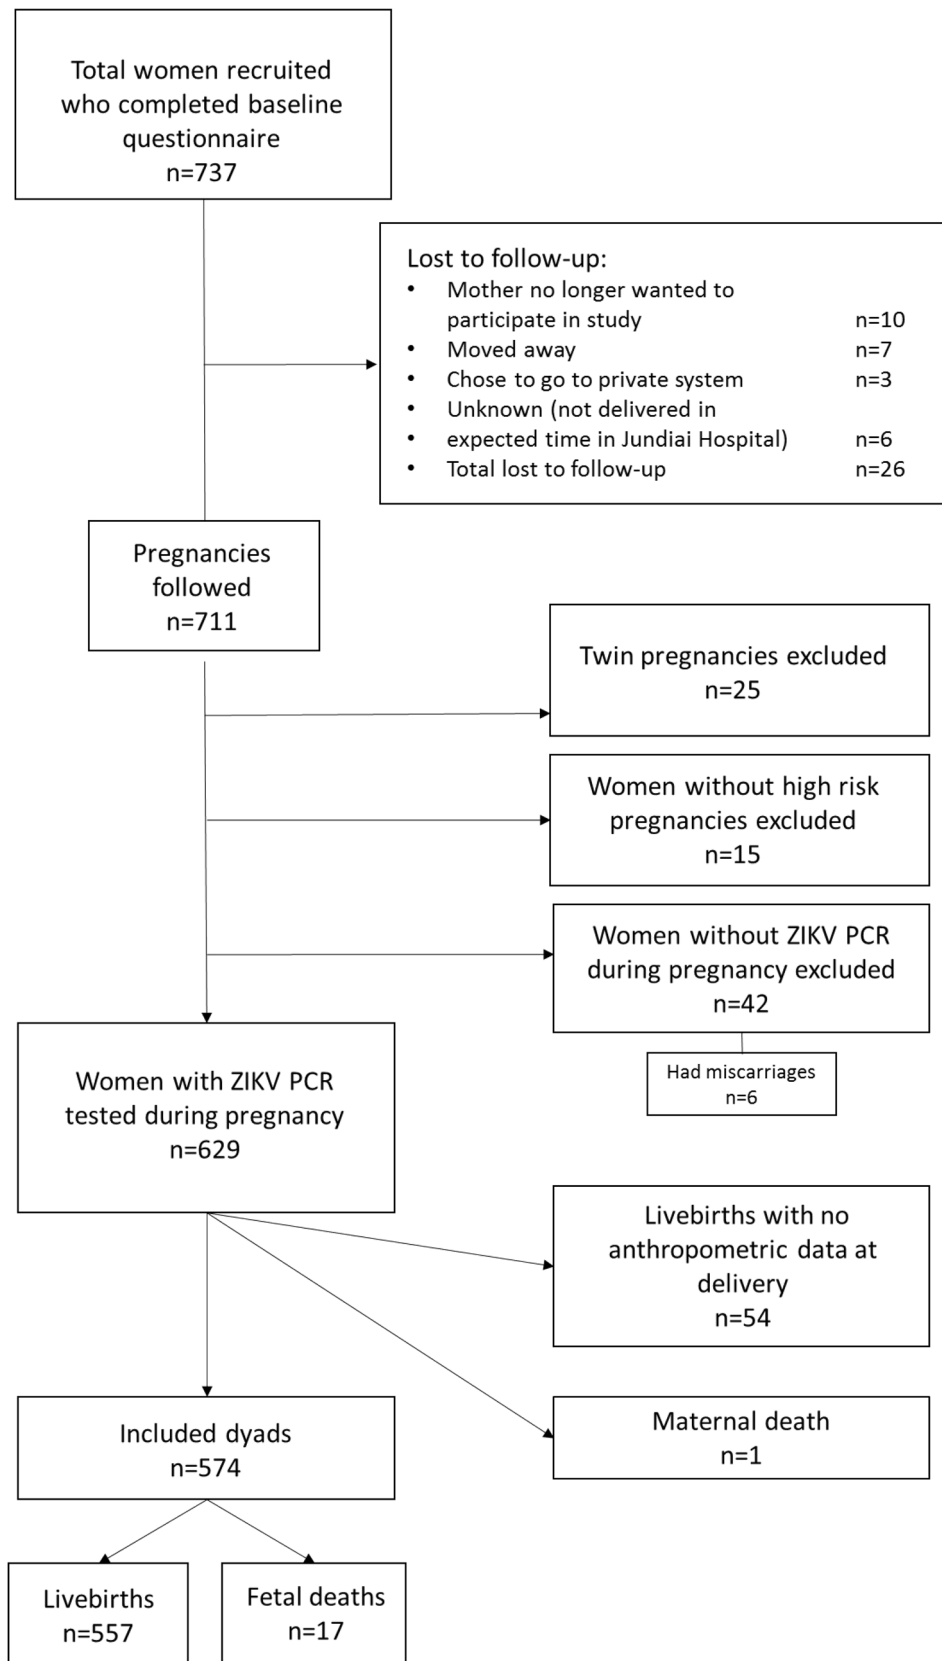 Total women recruited
who completed baseline
questionnaire
n=737
Lost to follow-up:
• Mother no longer wanted to
participate in study n=10
• Moved away n=7
• Chose to go to private system n=3
• Unknown (not delivered in
• expected time in Jundiai Hospital) n=6
• Total lost to follow-up n=26
Pregnancies
followed
n=711
Twin pregnancies excluded
n=25
Women without high risk
pregnancies excluded
n=15
Women without ZIKV PCR
during pregnancy excluded
n=42
Had miscarriages
n=6
Women with ZIKV PCR
tested during pregnancy
n=629
Livebirths with no
anthropometric data at
delivery
n=54
Maternal death
n=1
Included dyads
n=574
Livebirths
n=557
Fetal deaths
n=17